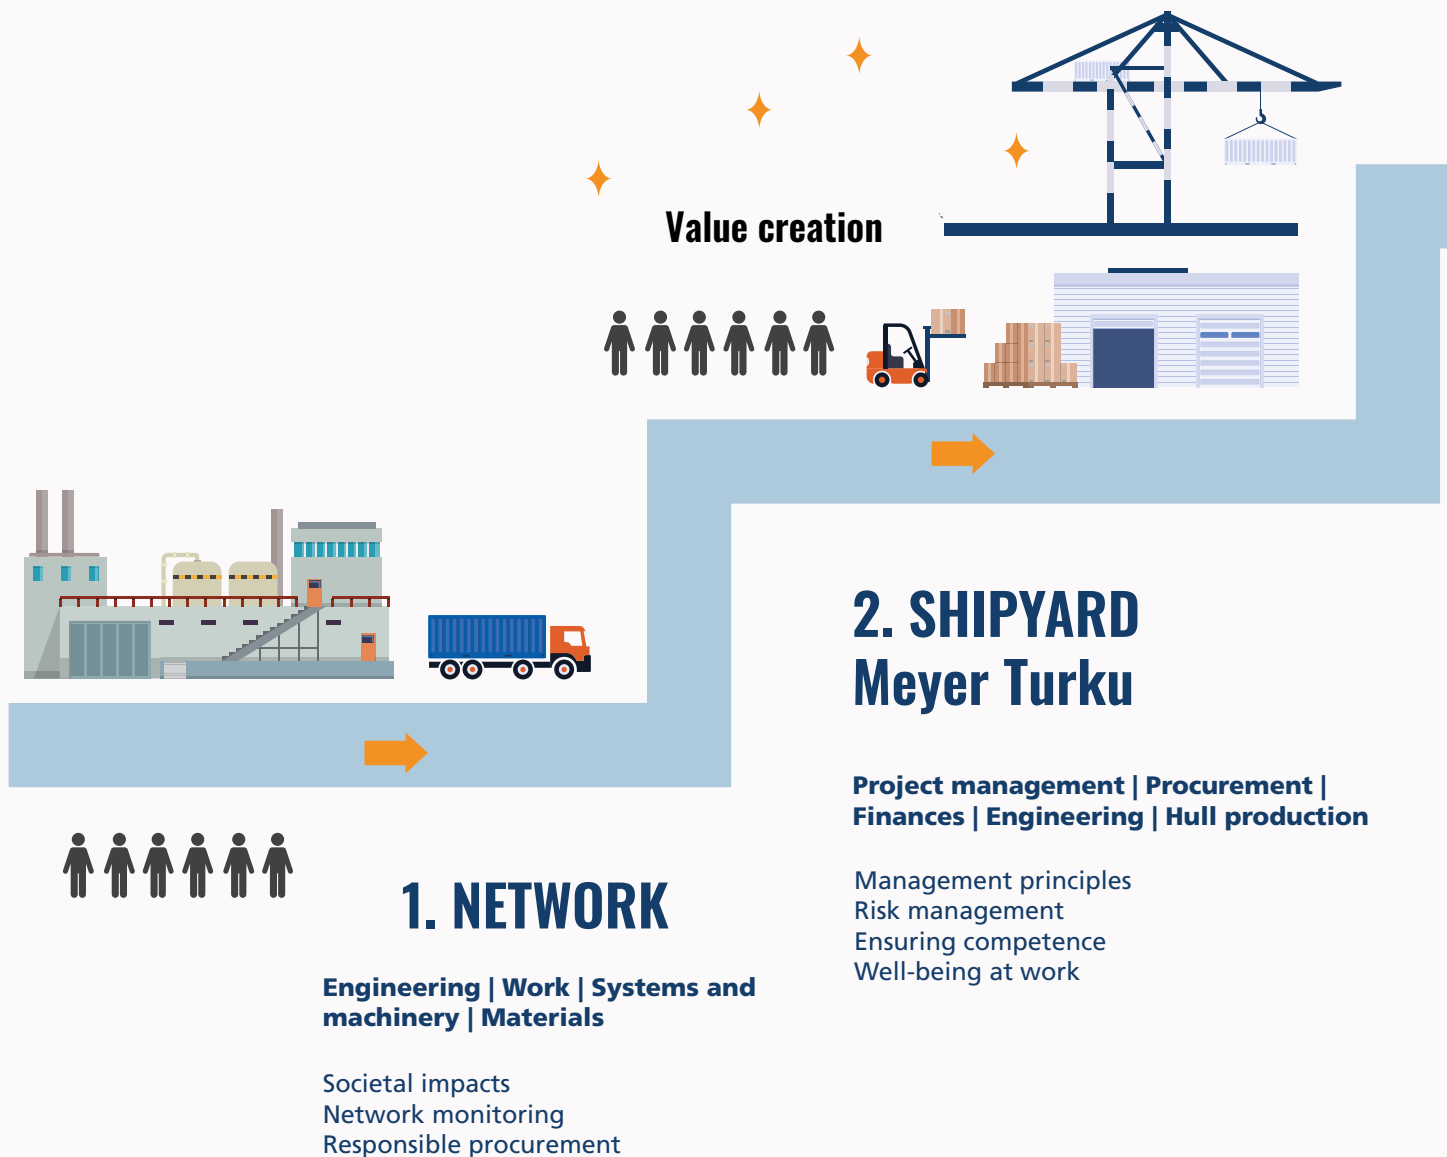 Value creation
2. SHIPYARD
Meyer Turku
Project management | Procurement |
Finances | Engineering | Hull production
Management principles
Risk management
Ensuring competence
Well-being at work
1. NETWORK
Engineering | Work | Systems and
machinery | Materials
Societal impacts
Network monitoring
Responsible procurement